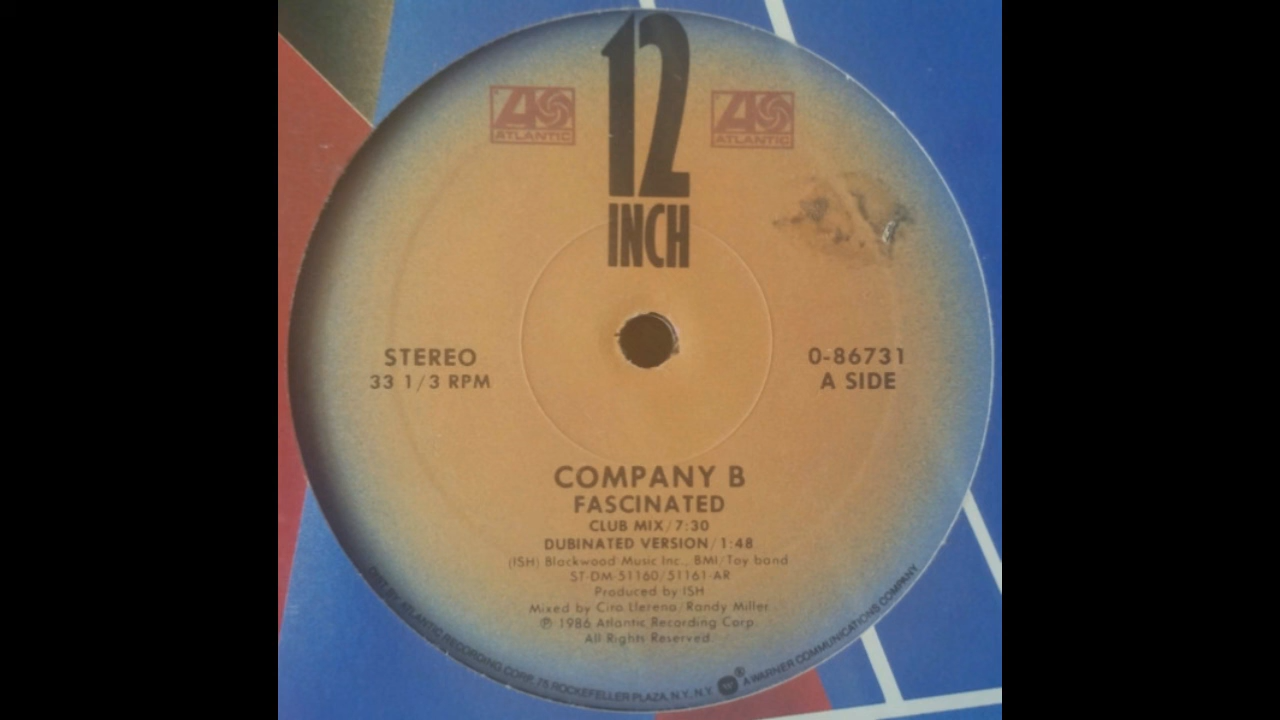 12
INCH
ATLANTIC
ATLANTIC
STEREO
33 1/3 RPM
0-86731
A SIDE
COMPANY B
FASCINATED
CLUB MIX/7:30
DUBINATED VERSION/1:48
(ISH) Blackwood Music Inc., BMI/Toy band
ST-DM-51160/51161-AR
Produced by ISH
Mixed by Ciro Llerena/Randy Miller
℗ 1986 Atlantic Recording Corp.
All Rights Reserved.
DIST. BY ATLANTIC RECORDING CORP., 75 ROCKEFELLER PLAZA, N.Y., N.Y. ® A WARNER COMMUNICATIONS COMPANY